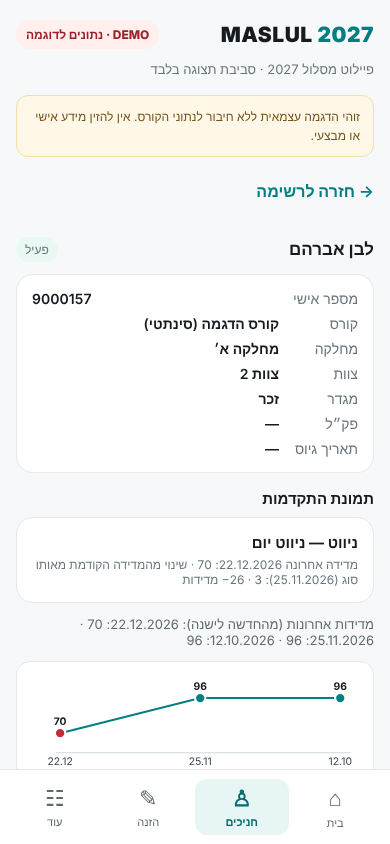 MASLUL 2027
DEMO · נתונים לדוגמה
פיילוט מסלול 2027 · סביבת תצוגה בלבד
זוהי הדגמה עצמאית ללא חיבור לנתוני הקורס. אין להזין מידע אישי
או מבצעי.
→ חזרה לרשימה
לבן אברהם
פעיל
מספר אישי 9000157
קורס קורס הדגמה (סינתטי)
מחלקה מחלקה א׳
צוות צוות 2
מגדר זכר
פק״ל —
תאריך גיוס —
תמונת התקדמות
ניווט — ניווט יום
מדידה אחרונה 22.12.2026: 70 · שינוי מהמדידה הקודמת מאותו
סוג (25.11.2026): 3 · −26 מדידות
מדידות אחרונות (מהחדשה לישנה): 22.12.2026: 70 ·
25.11.2026: 96 · 12.10.2026: 96
96
96
70
12.10
25.11
22.12
בית
חניכים
הזנה
עוד